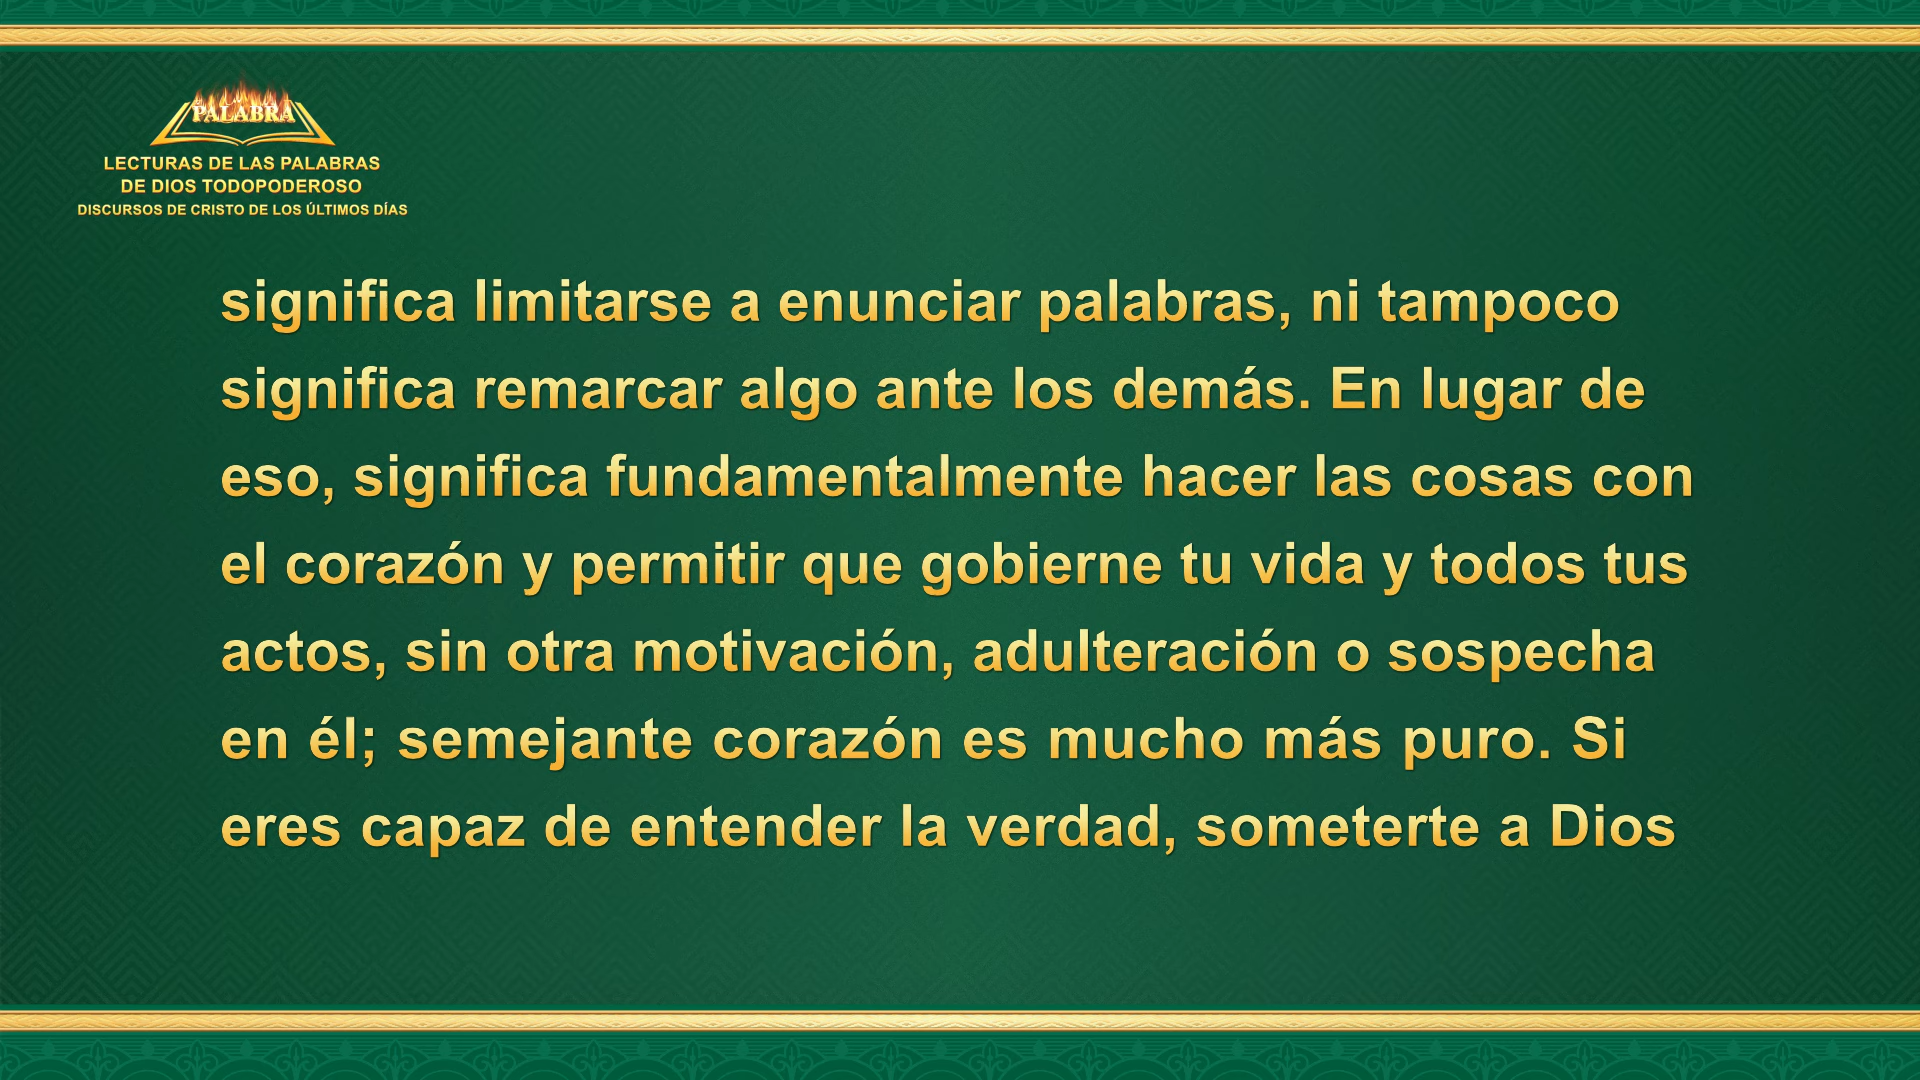 PALABRA
LECTURAS DE LAS PALABRAS
DE DIOS TODOPODEROSO
DISCURSOS DE CRISTO DE LOS ÚLTIMOS DÍAS
significa limitarse a enunciar palabras, ni tampoco
significa remarcar algo ante los demás. En lugar de
eso, significa fundamentalmente hacer las cosas con
el corazón y permitir que gobierne tu vida y todos tus
actos, sin otra motivación, adulteración o sospecha
en él; semejante corazón es mucho más puro. Si
eres capaz de entender la verdad, someterte a Dios